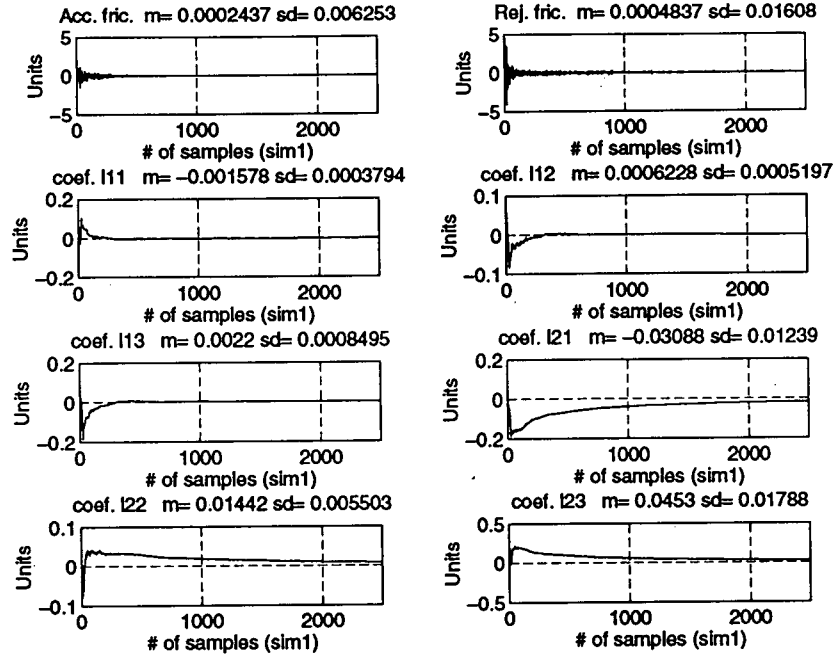 Acc. fric. m= 0.0002437 sd= 0.006253
5
0
−5
Units
0 1000 2000
# of samples (sim1)
Rej. fric. m= 0.0004837 sd= 0.01608
5
0
−5
Units
0 1000 2000
# of samples (sim1)
coef. l11 m= −0.001578 sd= 0.0003794
0.2
0
−0.2
Units
0 1000 2000
# of samples (sim1)
coef. l12 m= 0.0006228 sd= 0.0005197
0.1
0
−0.1
Units
0 1000 2000
# of samples (sim1)
coef. l13 m= 0.0022 sd= 0.0008495
0.2
0
−0.2
Units
0 1000 2000
# of samples (sim1)
coef. l21 m= −0.03088 sd= 0.01239
0.2
0
−0.2
Units
0 1000 2000
# of samples (sim1)
coef. l22 m= 0.01442 sd= 0.005503
0.1
0
−0.1
Units
0 1000 2000
# of samples (sim1)
coef. l23 m= 0.0453 sd= 0.01788
0.5
0
−0.5
Units
0 1000 2000
# of samples (sim1)